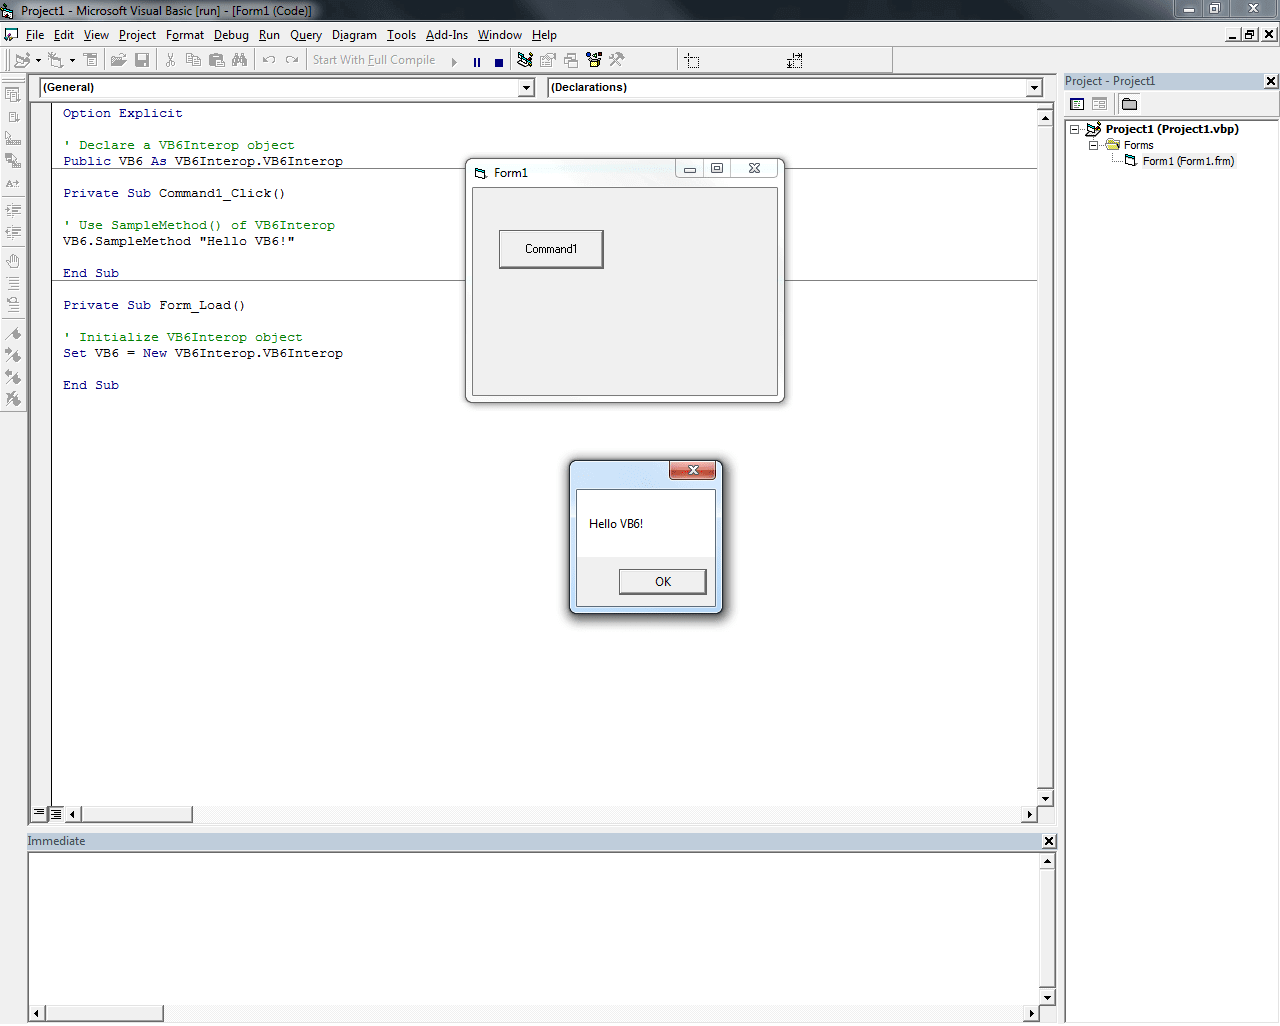 Project1 - Microsoft Visual Basic [run] - [Form1 (Code)]
File Edit View Project Format Debug Run Query Diagram Tools Add-Ins Window Help
Start With Full Compile
(General)
(Declarations)
Option Explicit
' Declare a VB6Interop object
Public VB6 As VB6Interop.VB6Interop
Private Sub Command1_Click()
' Use SampleMethod() of VB6Interop
VB6.SampleMethod "Hello VB6!"
End Sub
Private Sub Form_Load()
' Initialize VB6Interop object
Set VB6 = New VB6Interop.VB6Interop
End Sub
Form1
Command1
Hello VB6!
OK
Immediate
Project - Project1
Project1 (Project1.vbp)
Forms
Form1 (Form1.frm)